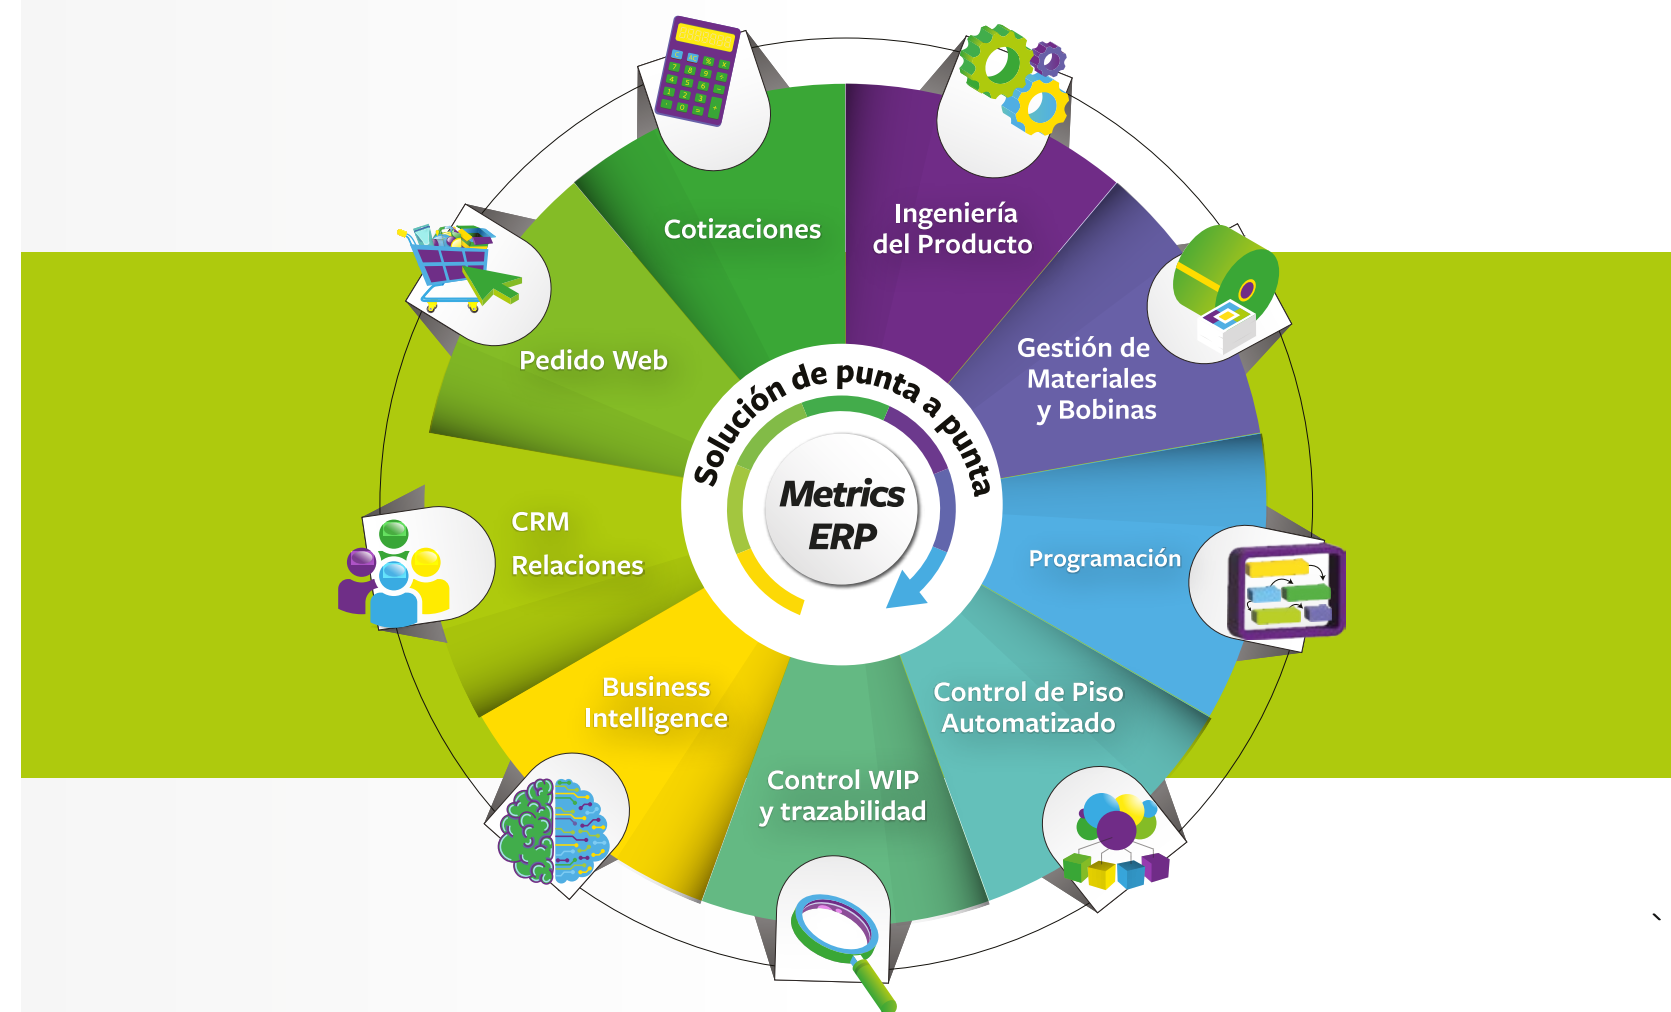 Cotizaciones
Ingeniería
del Producto
Gestión de
Materiales
y Bobinas
Programación
Control de Piso
Automatizado
Control WIP
y trazabilidad
Business
Intelligence
CRM
Relaciones
Pedido Web
Solución de punta a punta
Metrics
ERP